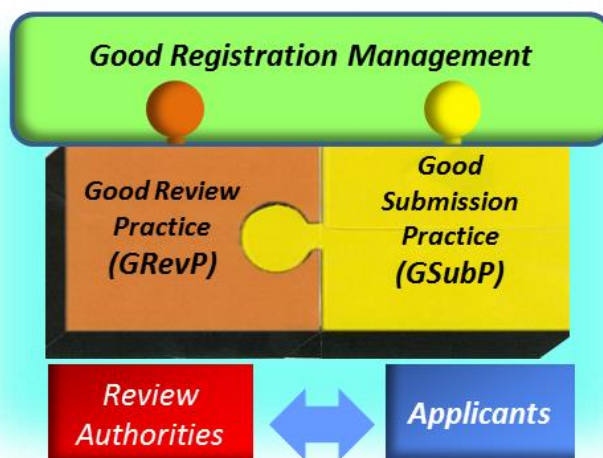 Good Registration Management
Good Review
Practice
(GRevP)
Good
Submission
Practice
(GSubP)
Review
Authorities
Applicants